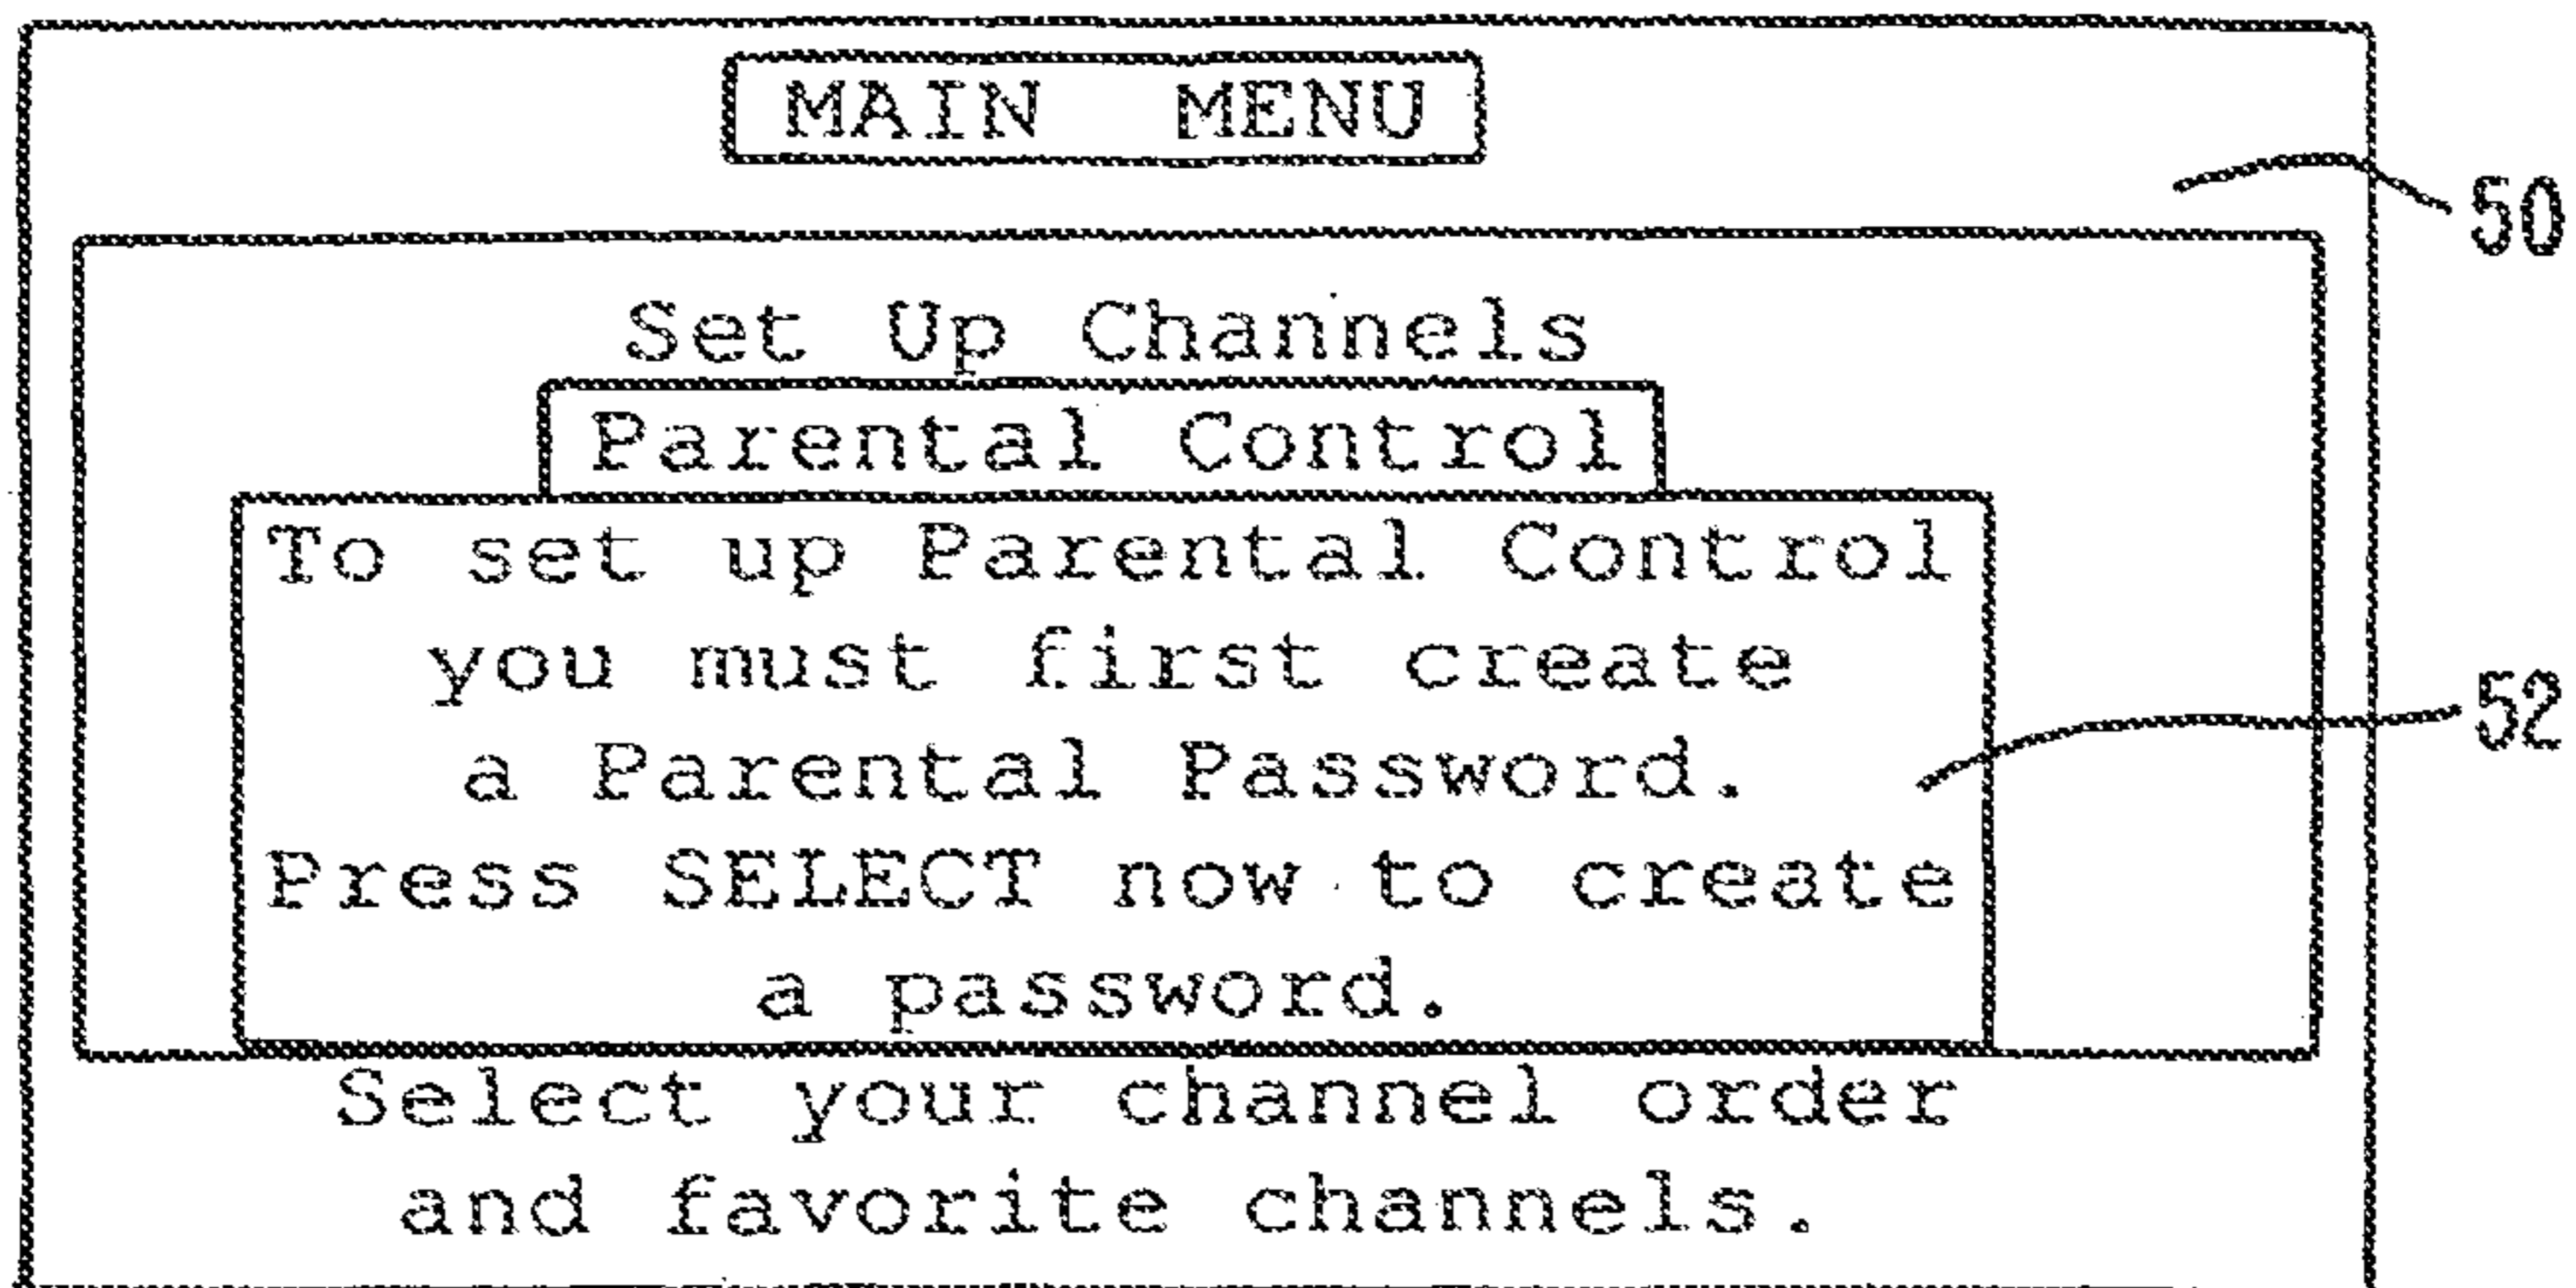 MAIN MENU
50
Set Up Channels
Parental Control
To set up Parental Control
you must first create
a Parental Password.
52
Press SELECT now to create
a password.
Select your channel order
and favorite channels.